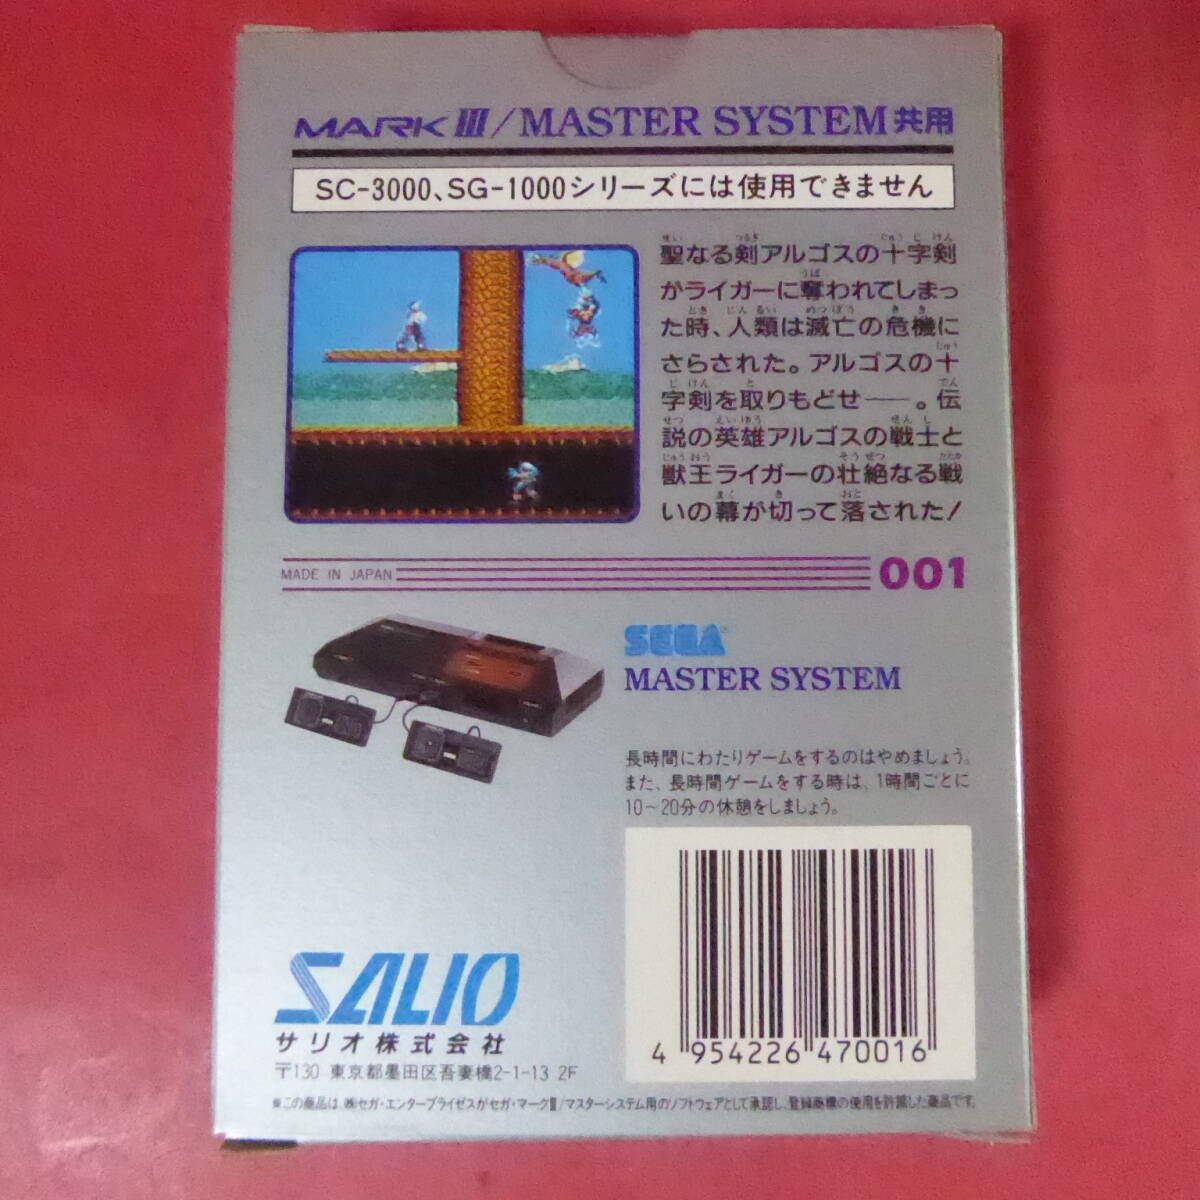 MARK III/MASTER SYSTEM共用
SC-3000、SG-1000シリーズには使用できません
聖なる剣アルゴスの十字剣
がライガーに奪われてしまっ
た時、人類は滅亡の危機に
さらされた。アルゴスの十
字剣を取りもどせ──。伝
説の英雄アルゴスの戦士と
獣王ライガーの壮絶なる戦
いの幕が切って落された!
MADE IN JAPAN
001
SEGA
MASTER SYSTEM
長時間にわたりゲームをするのはやめましょう。
また、長時間ゲームをする時は、1時間ごとに
10〜20分の休憩をしましょう。
4 954226 470016
SALIO
サリオ株式会社
〒130 東京都墨田区吾妻橋2-1-13 2F
※この商品は、㈱セガ・エンタープライゼスがセガ・マークIII/マスターシステム用のソフトウェアとして承認し、登録商標の使用を許諾した商品です。